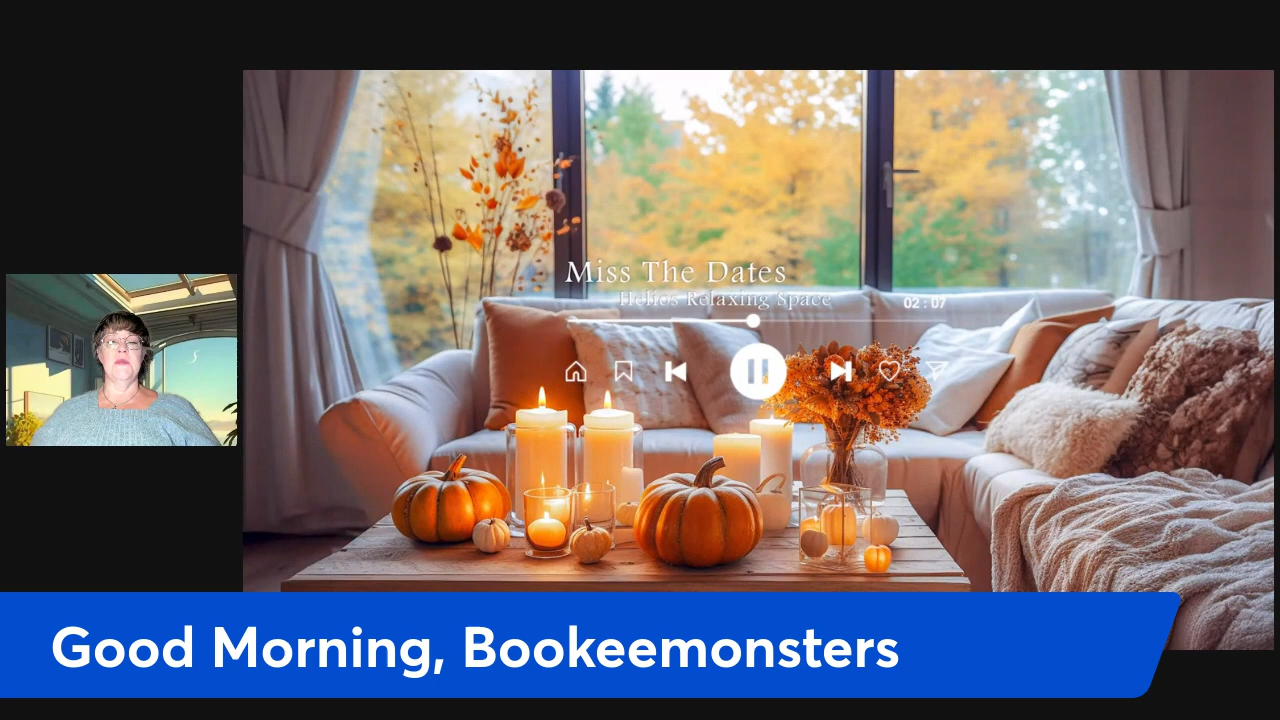 Miss The Dates
Helios Relaxing Space
02:07
Good Morning, Bookeemonsters